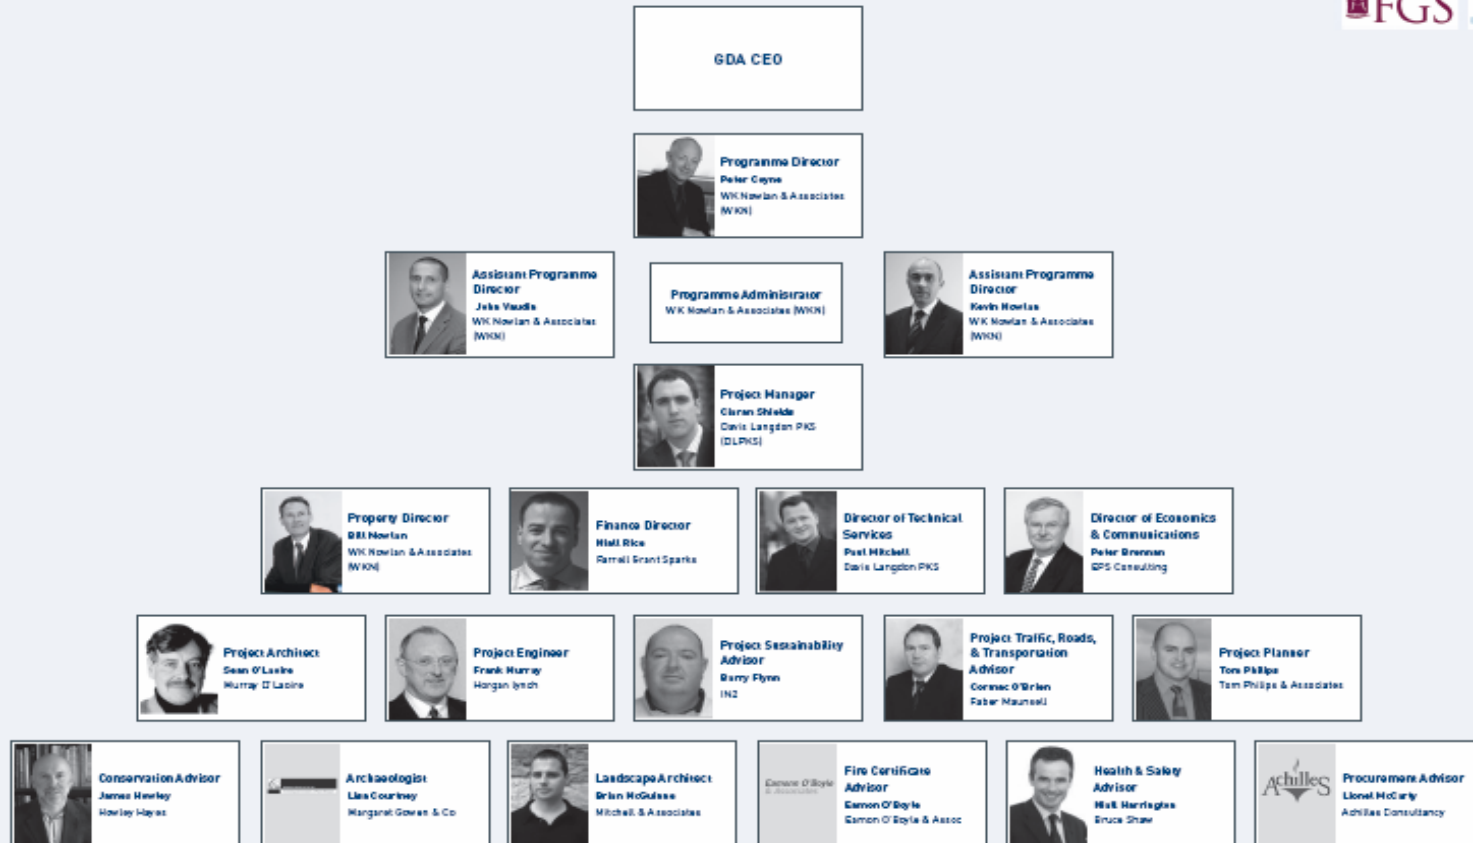 FGS
GDA CEO
Programme Director
Peter Coyne
WK Nowlan & Associates
(WKN)
Assistant Programme
Director
John Vaudin
WK Nowlan & Associates
(WKN)
Programme Administrator
WK Nowlan & Associates (WKN)
Assistant Programme
Director
Kevin Nowlan
WK Nowlan & Associates
(WKN)
Project Manager
Ciaran Shields
Davis Langdon PKS
(DLPKS)
Property Director
Bill Nowlan
WK Nowlan & Associates
(WKN)
Finance Director
Niall Rice
Farrell Grant Sparks
Director of Technical
Services
Paul Mitchell
Davis Langdon PKS
Director of Economics
& Communications
Peter Brennan
EPS Consulting
Project Architect
Sean O'Laoire
Murray O'Laoire
Project Engineer
Frank Murray
Horgan lynch
Project Sustainability
Advisor
Barry Flynn
IN2
Project Traffic, Roads,
& Transportation
Advisor
Cormac O'Brien
Faber Maunsell
Project Planner
Tom Philips
Tom Philips & Associates
Conservation Advisor
James Howley
Howley Hayes
Archaeologist
Lisa Courtney
Margaret Gowen & Co
Landscape Architect
Brian McGuinne
Mitchell & Associates
Eamonn O'Boyle
& Associates
Fire Certificate
Advisor
Eamon O'Boyle
Eamon O'Boyle & Assoc
Health & Safety
Advisor
Niall Harrington
Bruce Shaw
Achilles
Procurement Advisor
Lionel McCarty
Achilles Consultancy